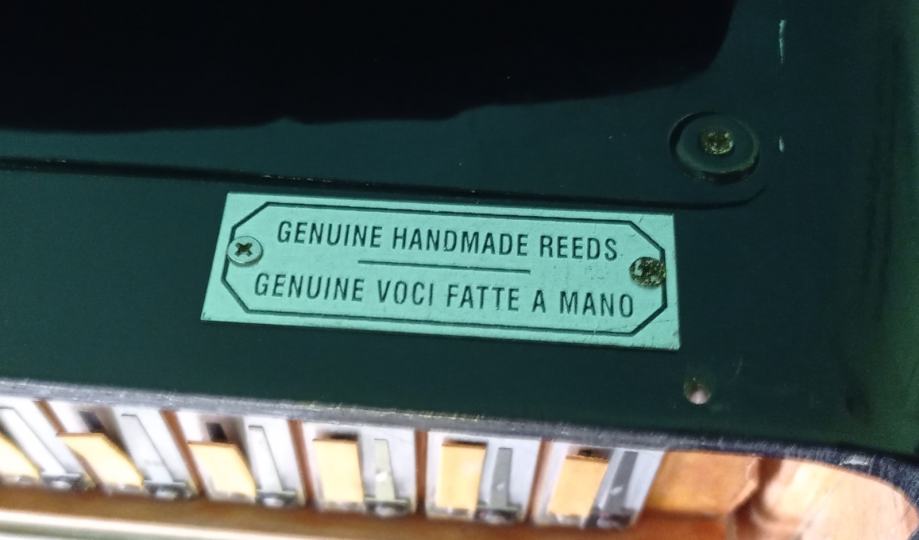 GENUINE HANDMADE REEDS
GENUINE VOCI FATTE A MANO